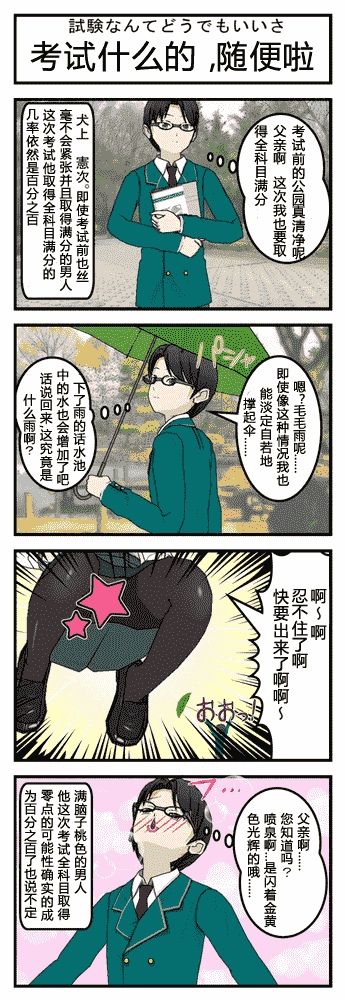 試験なんてどうでもいいさ
考试什么的 ,随便啦
考试前的公园真清净呢
父亲啊 这次我也要取
得全科目满分
犬上 憲次。即使考试前也丝
毫不会紧张并且取得满分的男人
这次考试他取得全科目满分的
几率依然是百分之百
嗯?毛毛雨呢……
即使像这种情况我也
能淡定自若地
撑起伞……
下了雨的话水池
中的水也会增加了吧
话说回来,这究竟是
什么雨啊?
啊～啊
忍不住了啊
快要出来了啊啊～
おおっ!
父亲啊……
您知道吗?
喷泉啊…是闪着金黄
色光辉的哦……
满脑子桃色的男人
他这次考试全科目取得
零点的可能性确实的成
为百分之百了也说不定